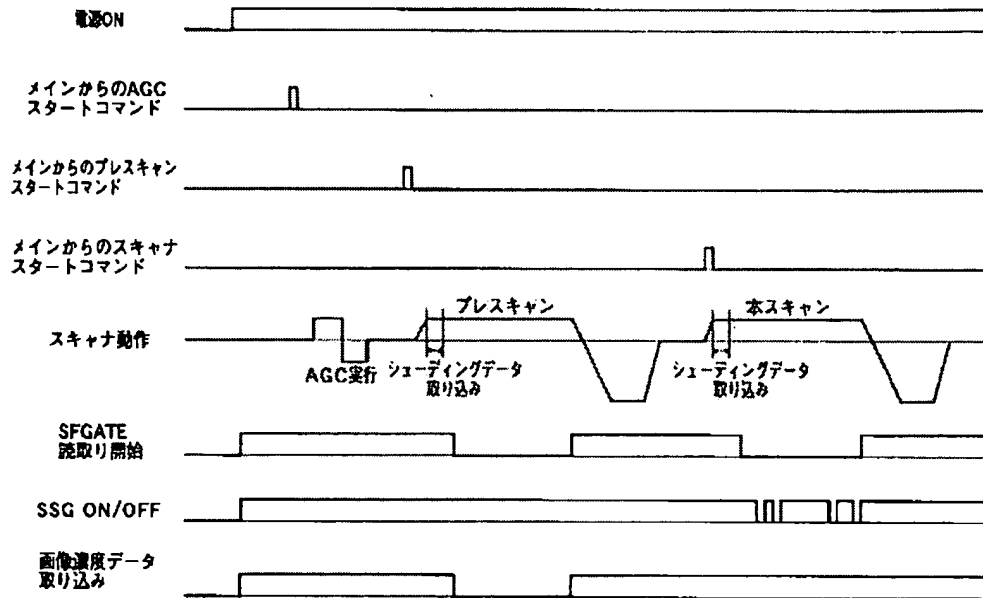 電源ON
メインからのAGC
スタートコマンド
メインからのプレスキャン
スタートコマンド
メインからのスキャナ
スタートコマンド
プレスキャン
本スキャン
スキャナ動作
AGC実行
シェーディングデータ
取り込み
シェーディングデータ
取り込み
SFGATE
読取り開始
SSG ON/OFF
画像濃度データ
取り込み